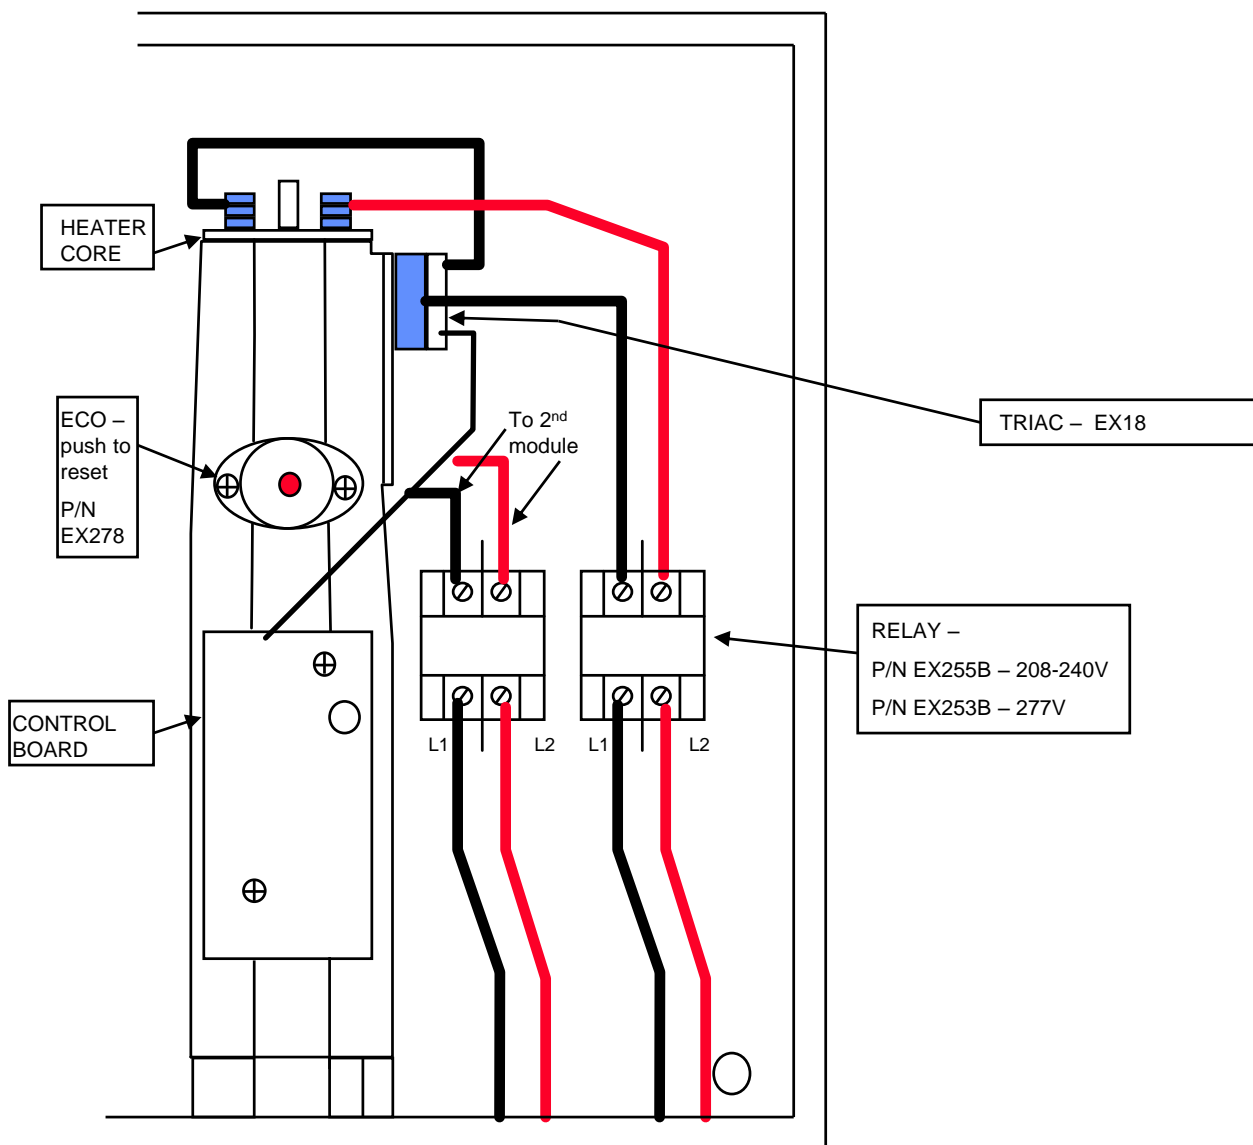 HEATER
CORE
ECO –
push to
reset
P/N
EX278
To 2nd
module
TRIAC – EX18
RELAY –
P/N EX255B – 208-240V
P/N EX253B – 277V
CONTROL
BOARD
L1 L2 L1 L2